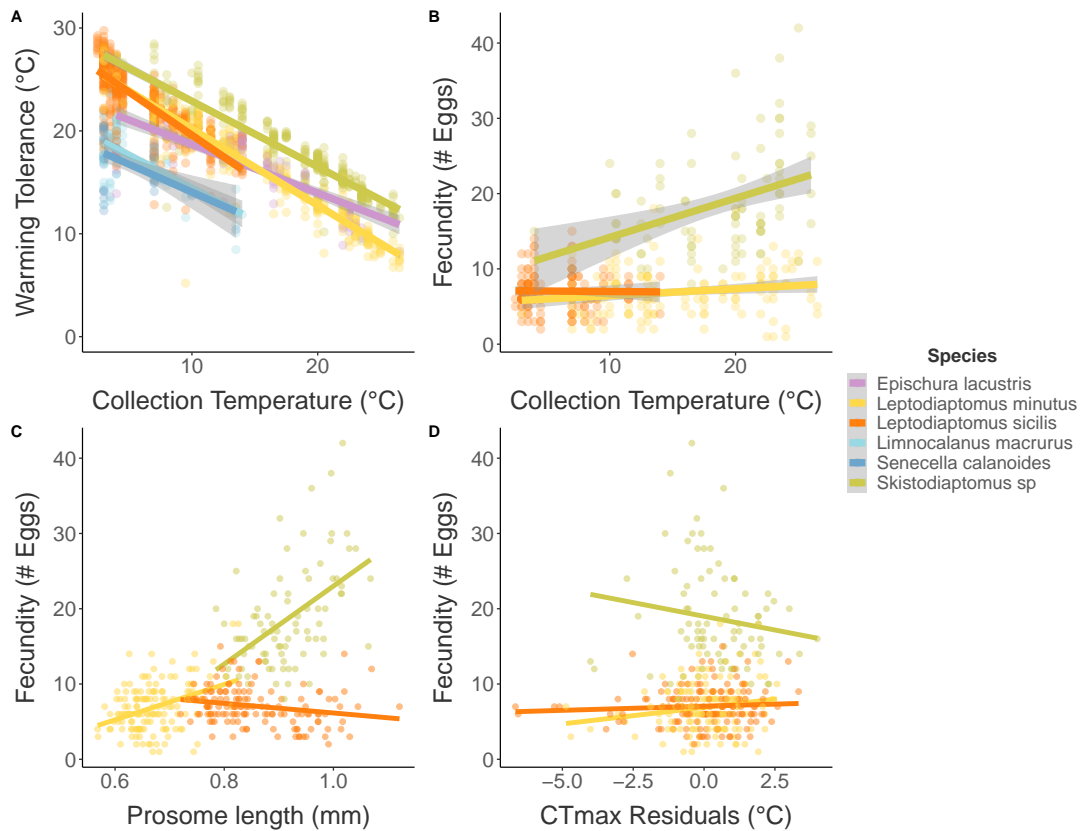 A
Warming Tolerance (°C)
30
20
10
0
10
20
Collection Temperature (°C)
B
Fecundity (# Eggs)
40
30
20
10
0
10
20
Collection Temperature (°C)
Species
Epischura lacustris
Leptodiaptomus minutus
Leptodiaptomus sicilis
Limnocalanus macrurus
Senecella calanoides
Skistodiaptomus sp
C
Fecundity (# Eggs)
40
30
20
10
0
0.6
0.8
1.0
Prosome length (mm)
D
Fecundity (# Eggs)
40
30
20
10
0
−5.0
−2.5
0.0
2.5
CTmax Residuals (°C)